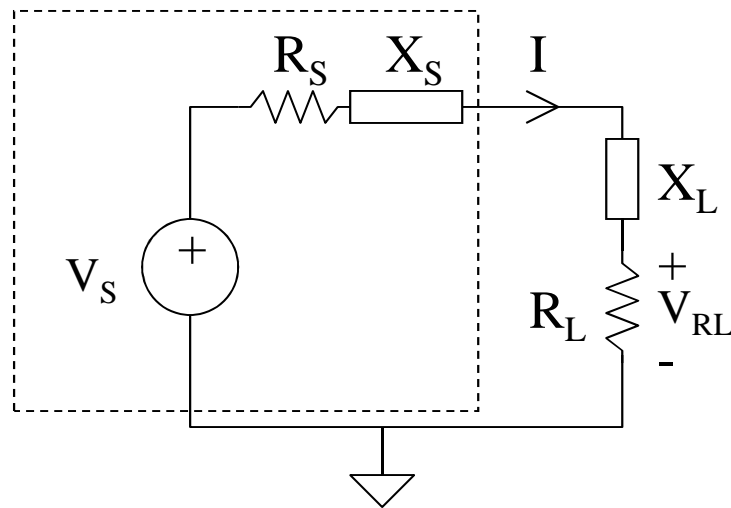 R_S X_S I
X_L
+
V_S
+
R_L V_RL
-